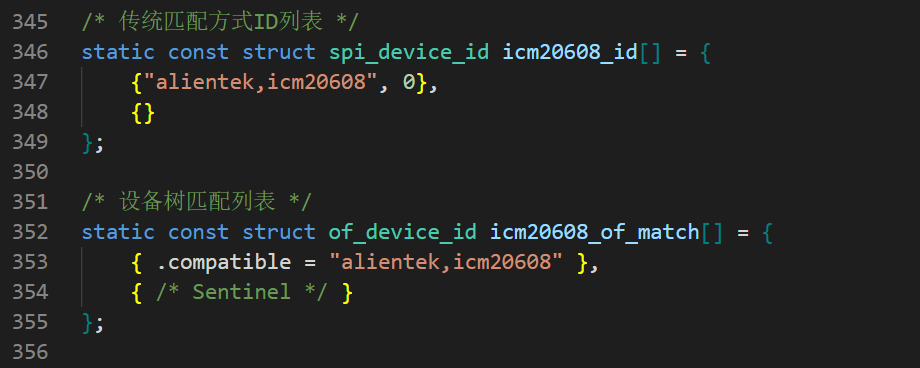 345 /* 传统匹配方式ID列表 */
346 static const struct spi_device_id icm20608_id[] = {
347     {"alientek,icm20608", 0},
348     {}
349 };
350
351 /* 设备树匹配列表 */
352 static const struct of_device_id icm20608_of_match[] = {
353     { .compatible = "alientek,icm20608" },
354     { /* Sentinel */ }
355 };
356